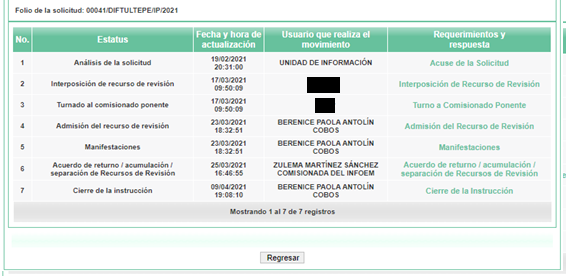 Folio de la solicitud: 00041/DIFTULTEPE/IP/2021
No. Estatus Fecha y hora de actualización Usuario que realiza el movimiento Requerimientos y respuesta
1 Análisis de la solicitud 19/02/2021 20:31:00 UNIDAD DE INFORMACIÓN Acuse de la Solicitud
2 Interposición de recurso de revisión 17/03/2021 09:50:09 Interposición de Recurso de Revisión
3 Turnado al comisionado ponente 17/03/2021 09:50:09 Turno a Comisionado Ponente
4 Admisión del recurso de revisión 23/03/2021 18:32:51 BERENICE PAOLA ANTOLÍN COBOS Admisión del Recurso de Revisión
5 Manifestaciones 23/03/2021 18:32:51 BERENICE PAOLA ANTOLÍN COBOS Manifestaciones
6 Acuerdo de returno / acumulación / separación de Recursos de Revisión 25/03/2021 16:46:55 ZULEMA MARTÍNEZ SÁNCHEZ COMISIONADA DEL INFOEM Acuerdo de returno / acumulación / separación de Recursos de Revisión
7 Cierre de la instrucción 09/04/2021 19:08:10 BERENICE PAOLA ANTOLÍN COBOS Cierre de la Instrucción
Mostrando 1 al 7 de 7 registros
Regresar